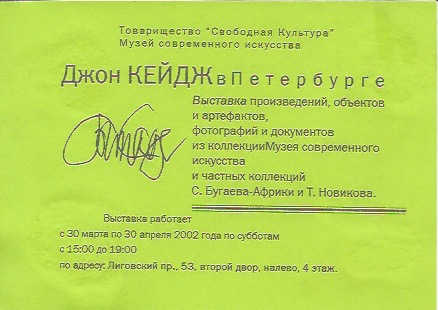 Товарищество "Свободная Культура"
Музей современного искусства
Джон КЕЙДЖ в Петербурге
Выставка произведений, объектов
и артефактов,
фотографий и документов
из коллекцииМузея современного
искусства
и частных коллекций
С. Бугаева-Африки и Т. Новикова.
Выставка работает
с 30 марта по 30 апреля 2002 года по субботам
с 15:00 до 19:00
по адресу: Лиговский пр., 53, второй двор, налево, 4 этаж.